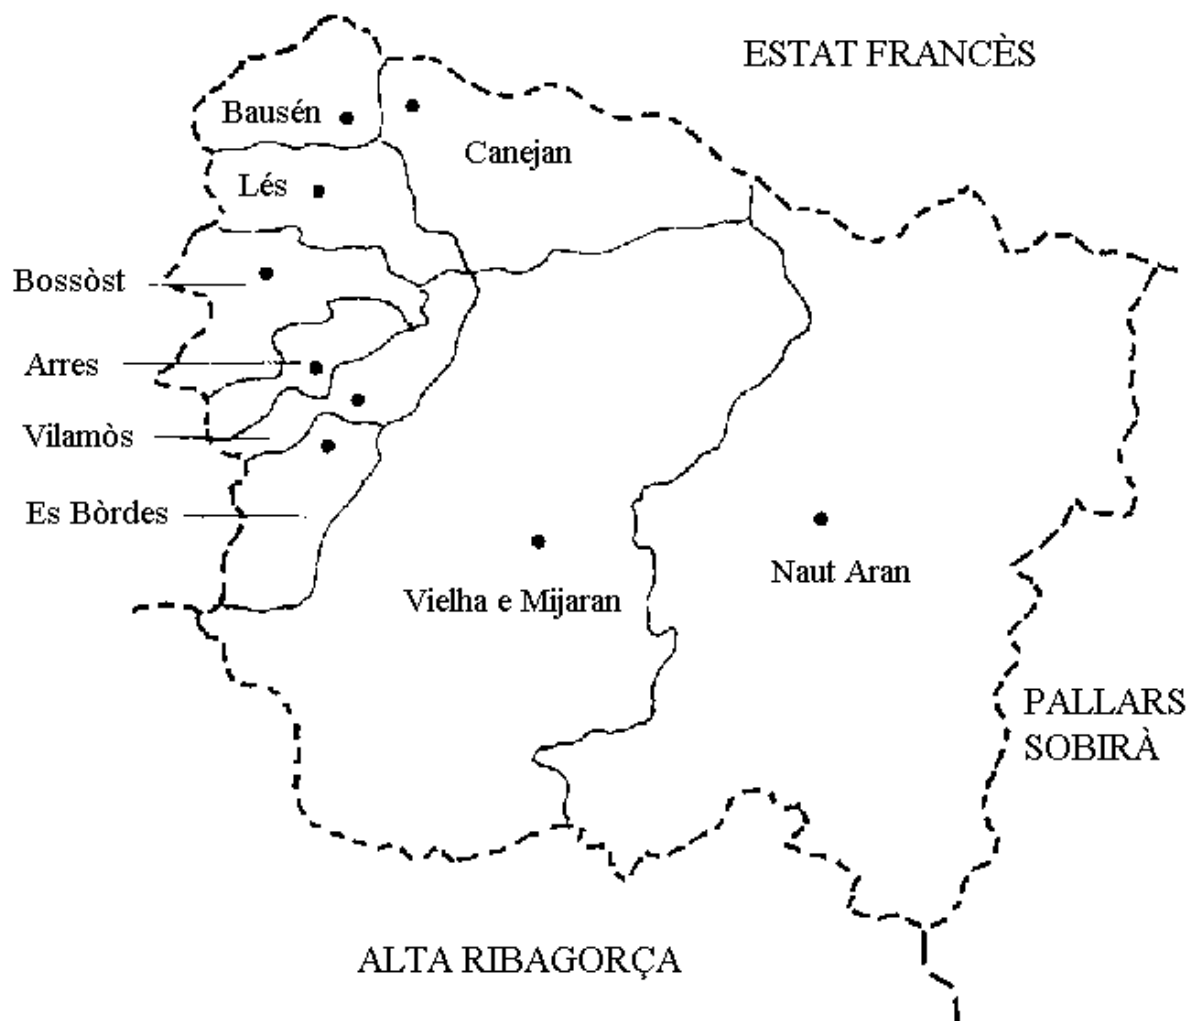 ESTAT FRANCÈS
Bausén
Canejan
Lés
Bossòst
Arres
Vilamòs
Es Bòrdes
Naut Aran
Vielha e Mijaran
PALLARS
SOBIRÀ
ALTA RIBAGORÇA